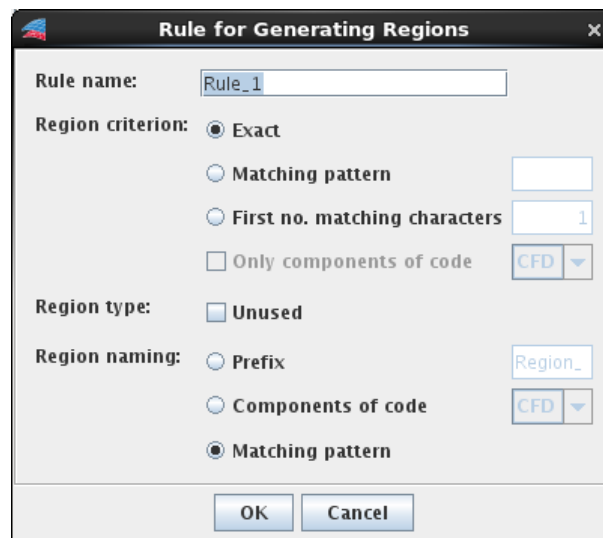 Rule for Generating Regions
Rule name: Rule_1
Region criterion: Exact
Matching pattern
First no. matching characters 1
Only components of code CFD
Region type: Unused
Region naming: Prefix Region_
Components of code CFD
Matching pattern
OK Cancel